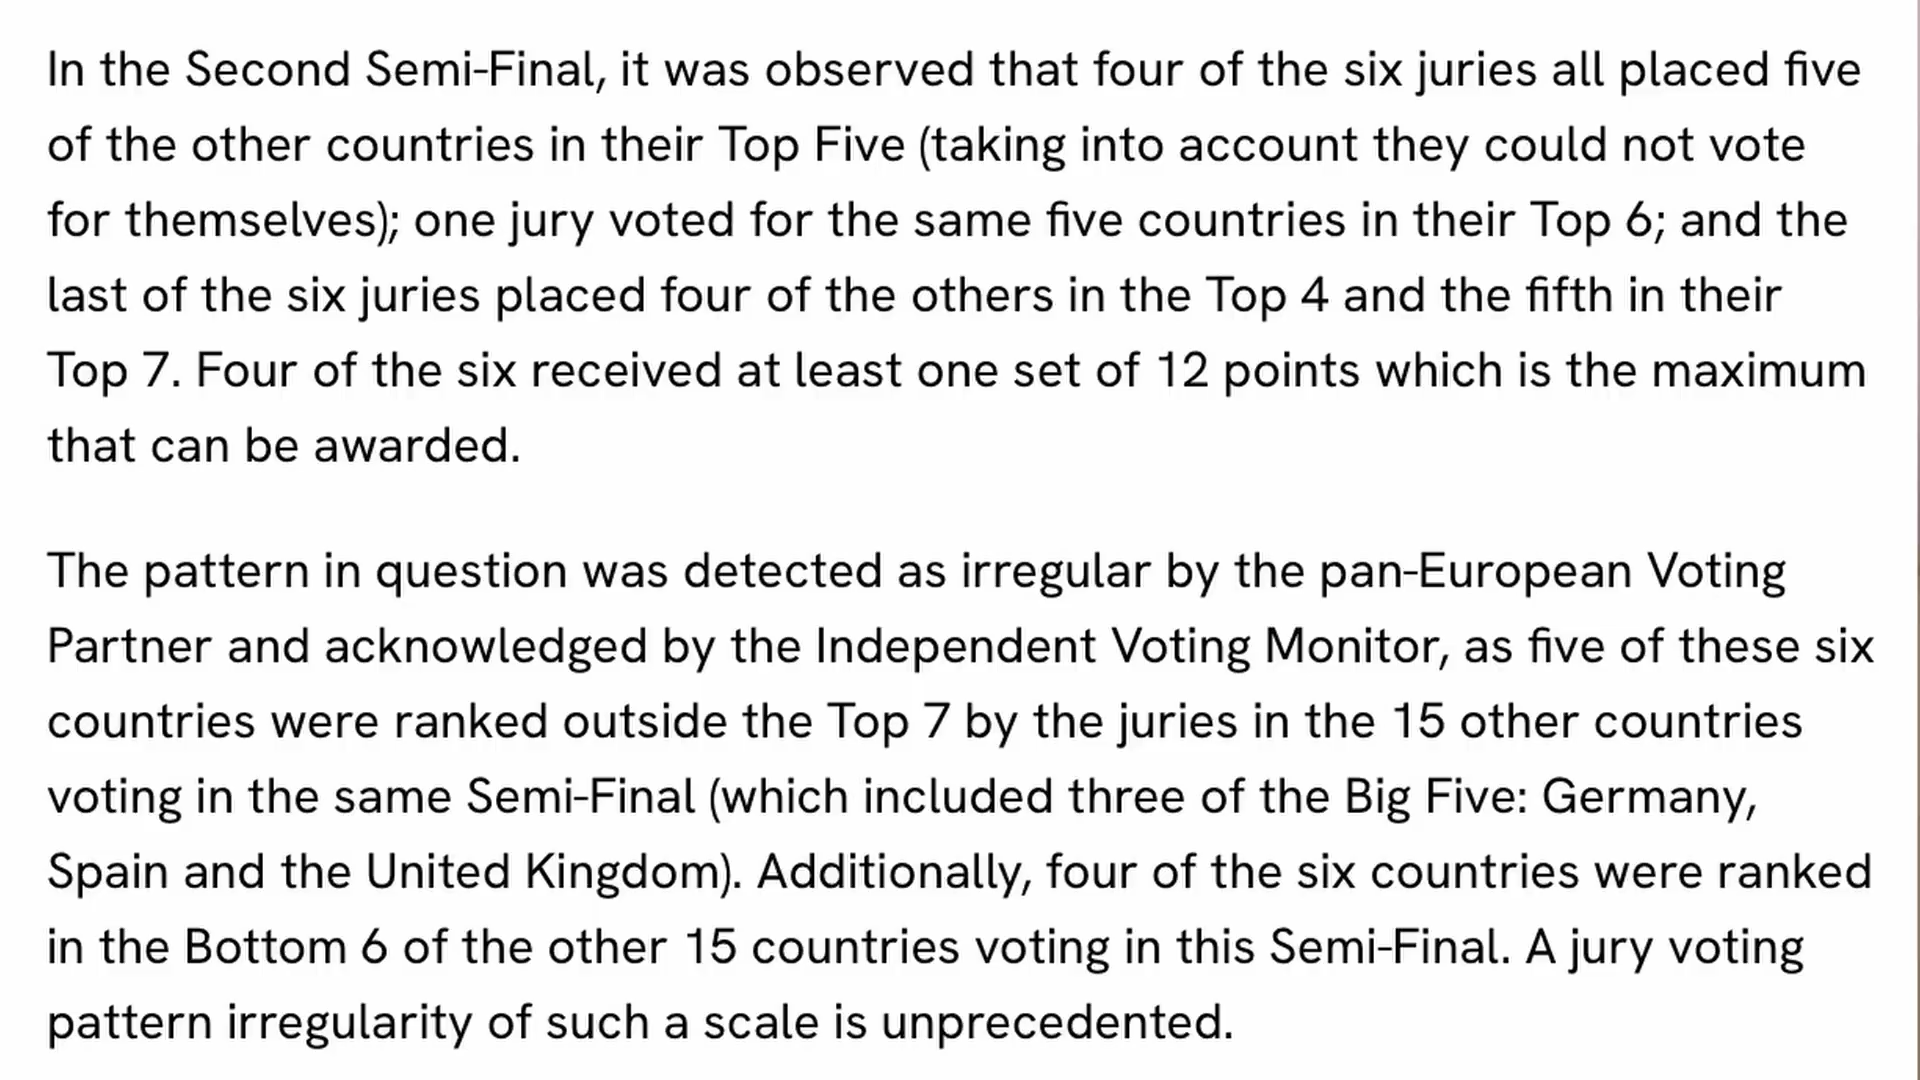 In the Second Semi-Final, it was observed that four of the six juries all placed five
of the other countries in their Top Five (taking into account they could not vote
for themselves); one jury voted for the same five countries in their Top 6; and the
last of the six juries placed four of the others in the Top 4 and the fifth in their
Top 7. Four of the six received at least one set of 12 points which is the maximum
that can be awarded.
The pattern in question was detected as irregular by the pan-European Voting
Partner and acknowledged by the Independent Voting Monitor, as five of these six
countries were ranked outside the Top 7 by the juries in the 15 other countries
voting in the same Semi-Final (which included three of the Big Five: Germany,
Spain and the United Kingdom). Additionally, four of the six countries were ranked
in the Bottom 6 of the other 15 countries voting in this Semi-Final. A jury voting
pattern irregularity of such a scale is unprecedented.